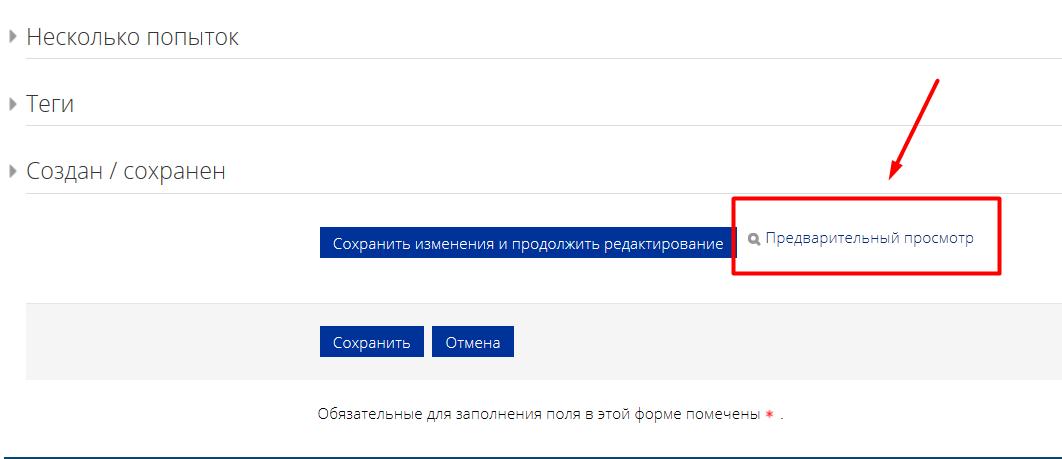 Несколько попыток
Теги
Создан / сохранен
Сохранить изменения и продолжить редактирование Предварительный просмотр
Сохранить Отмена
Обязательные для заполнения поля в этой форме помечены * .